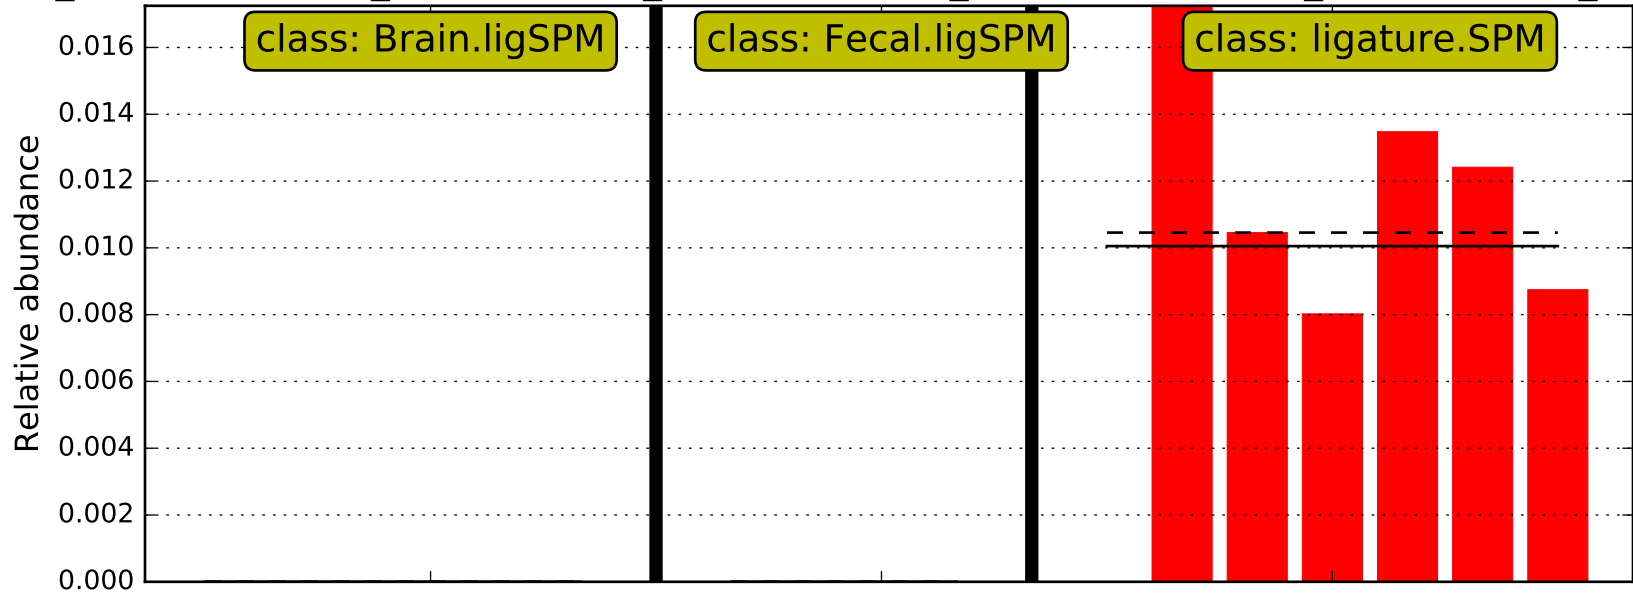 class: Brain.ligSPM
class: Fecal.ligSPM
class: ligature.SPM
Relative abundance
0.016
0.014
0.012
0.010
0.008
0.006
0.004
0.002
0.000